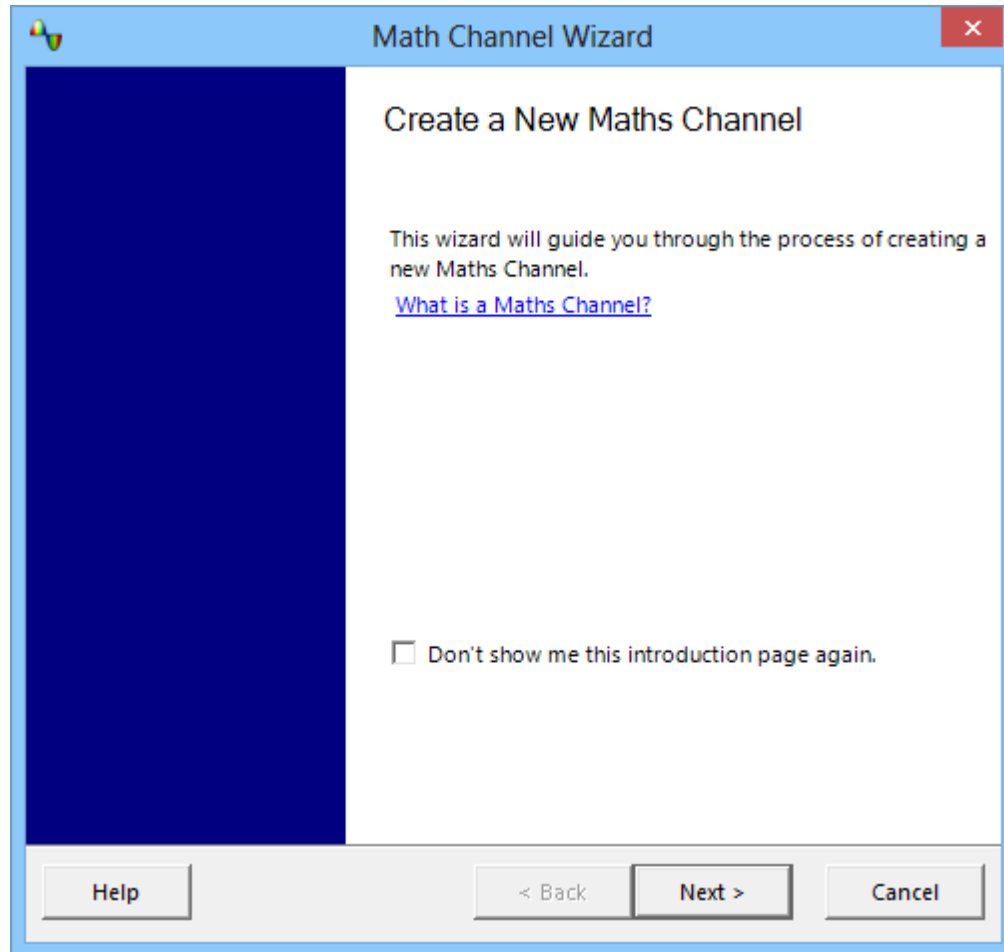 Math Channel Wizard
Create a New Maths Channel
This wizard will guide you through the process of creating a
new Maths Channel.
What is a Maths Channel?
Don't show me this introduction page again.
Help
< Back
Next >
Cancel